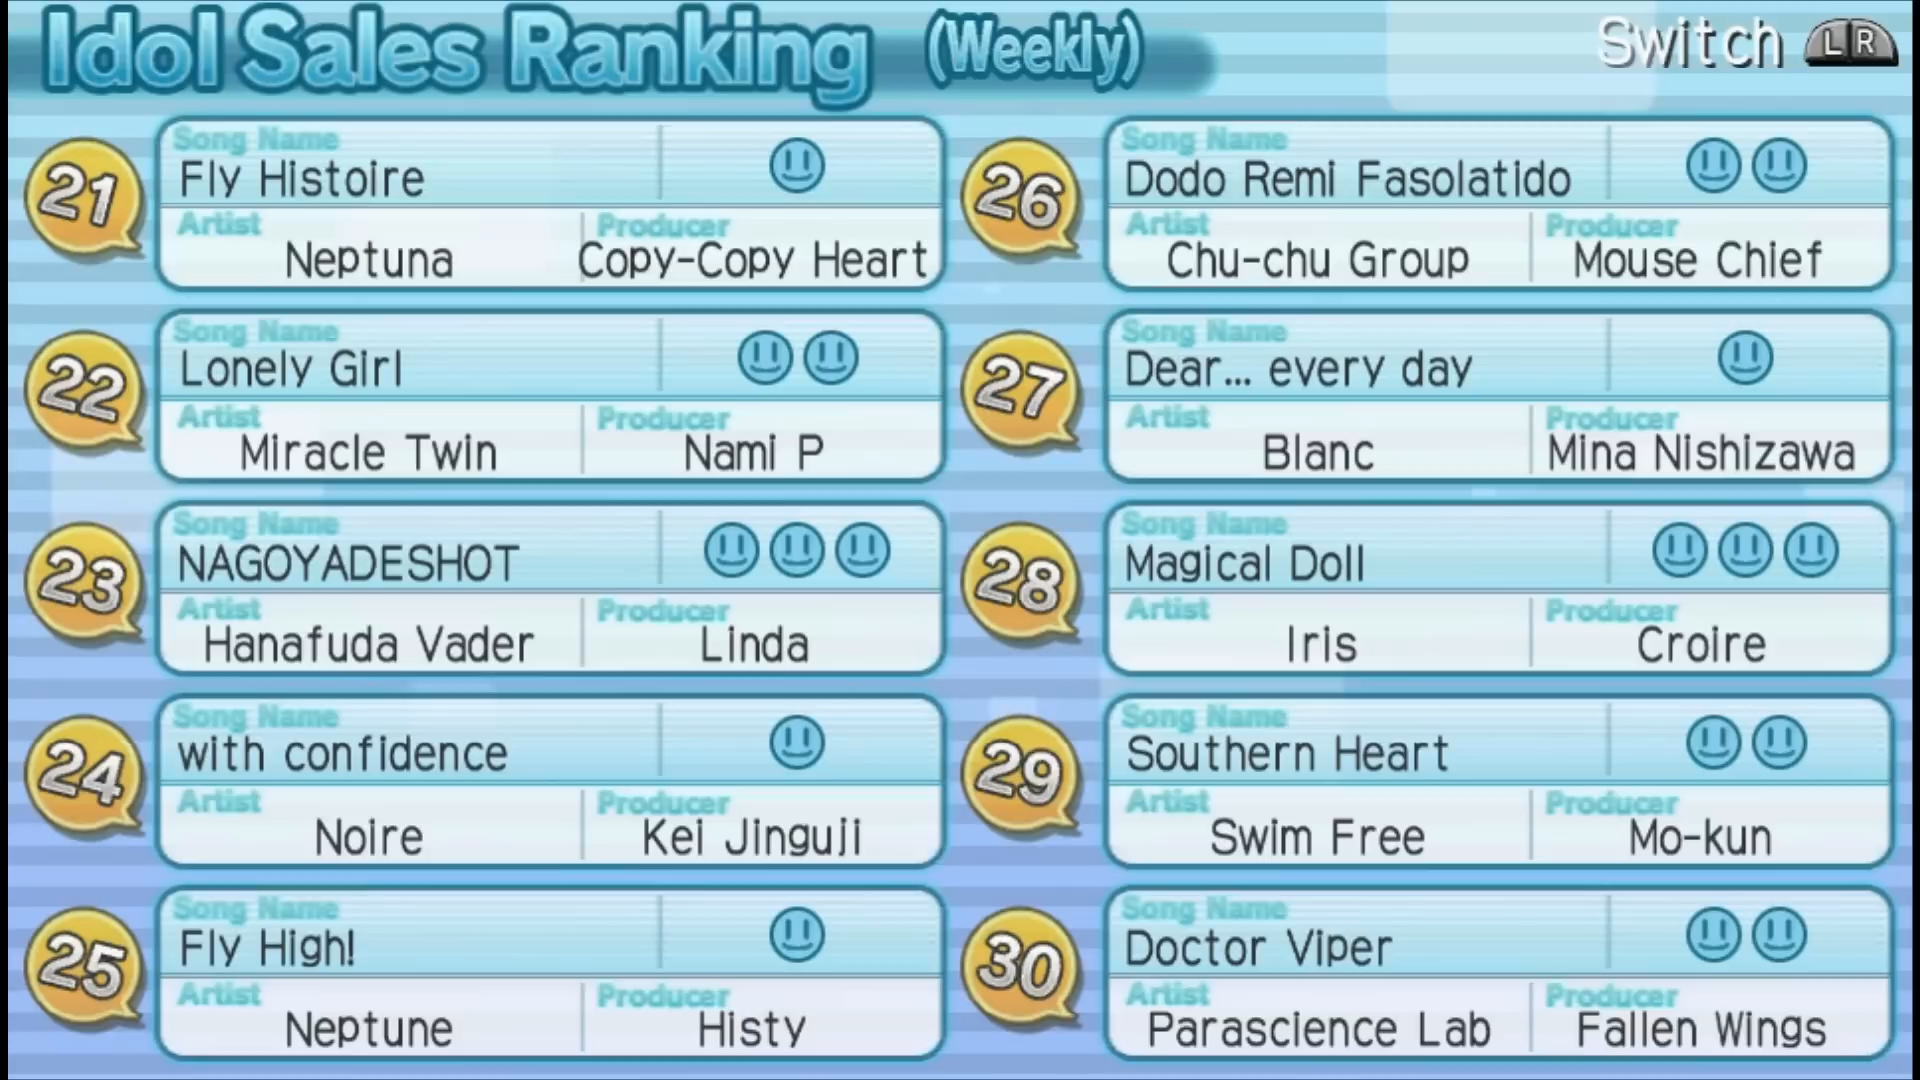 Idol Sales Ranking (Weekly)
Switch L R
21
Song Name
Fly Histoire
Artist Producer
Neptuna Copy-Copy Heart
22
Song Name
Lonely Girl
Artist Producer
Miracle Twin Nami P
23
Song Name
NAGOYADESHOT
Artist Producer
Hanafuda Vader Linda
24
Song Name
with confidence
Artist Producer
Noire Kei Jinguji
25
Song Name
Fly High!
Artist Producer
Neptune Histy
26
Song Name
Dodo Remi Fasolatido
Artist Producer
Chu-chu Group Mouse Chief
27
Song Name
Dear... every day
Artist Producer
Blanc Mina Nishizawa
28
Song Name
Magical Doll
Artist Producer
Iris Croire
29
Song Name
Southern Heart
Artist Producer
Swim Free Mo-kun
30
Song Name
Doctor Viper
Artist Producer
Parascience Lab Fallen Wings